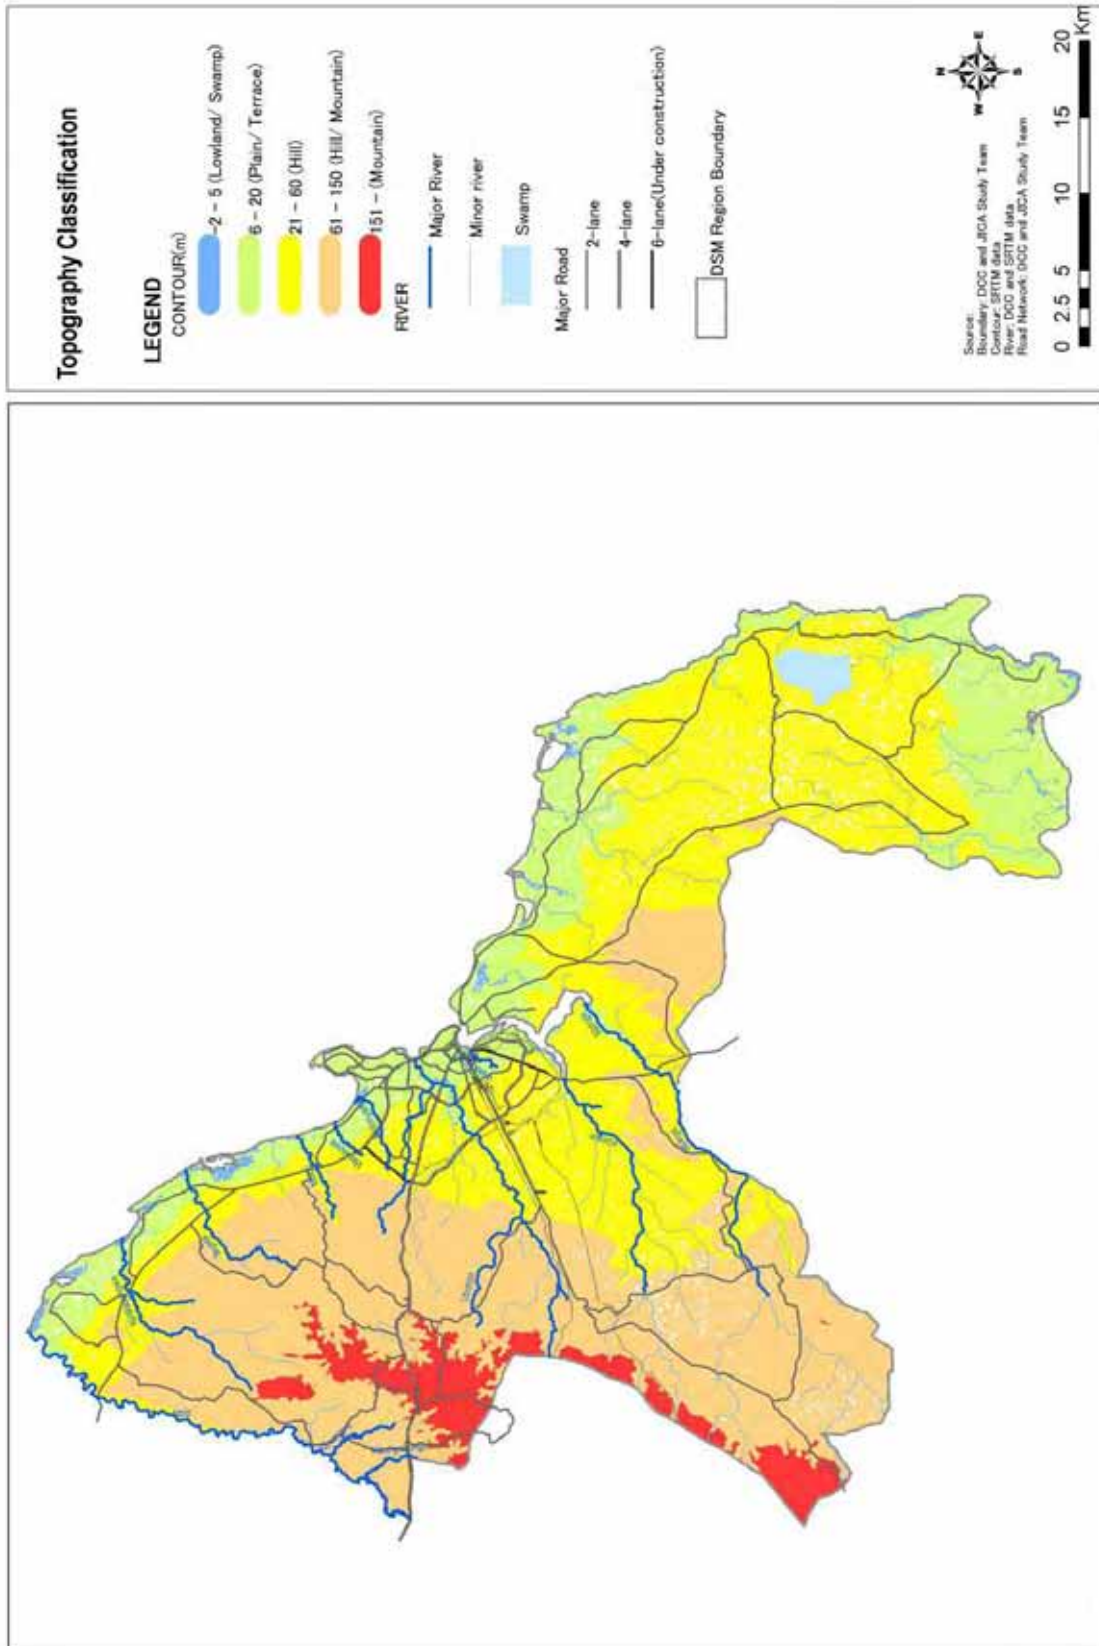 Topography Classification
LEGEND
CONTOUR(m)
-2 - 5 (Lowland/ Swamp)
6 - 20 (Plain/ Terrace)
21 - 60 (Hill)
61 - 150 (Hill/ Mountain)
151 - (Mountain)
RIVER
Major River
Minor river
Swamp
Major Road
2-lane
4-lane
6-lane(Under construction)
DSM Region Boundary
N
W
E
S
Source:
Boundary: DCC and JICA Study Team
Contour: SRTM data
River: DCC and SRTM data
Road Network: DCC and JICA Study Team
0 2.5 5 10 15 20
Km